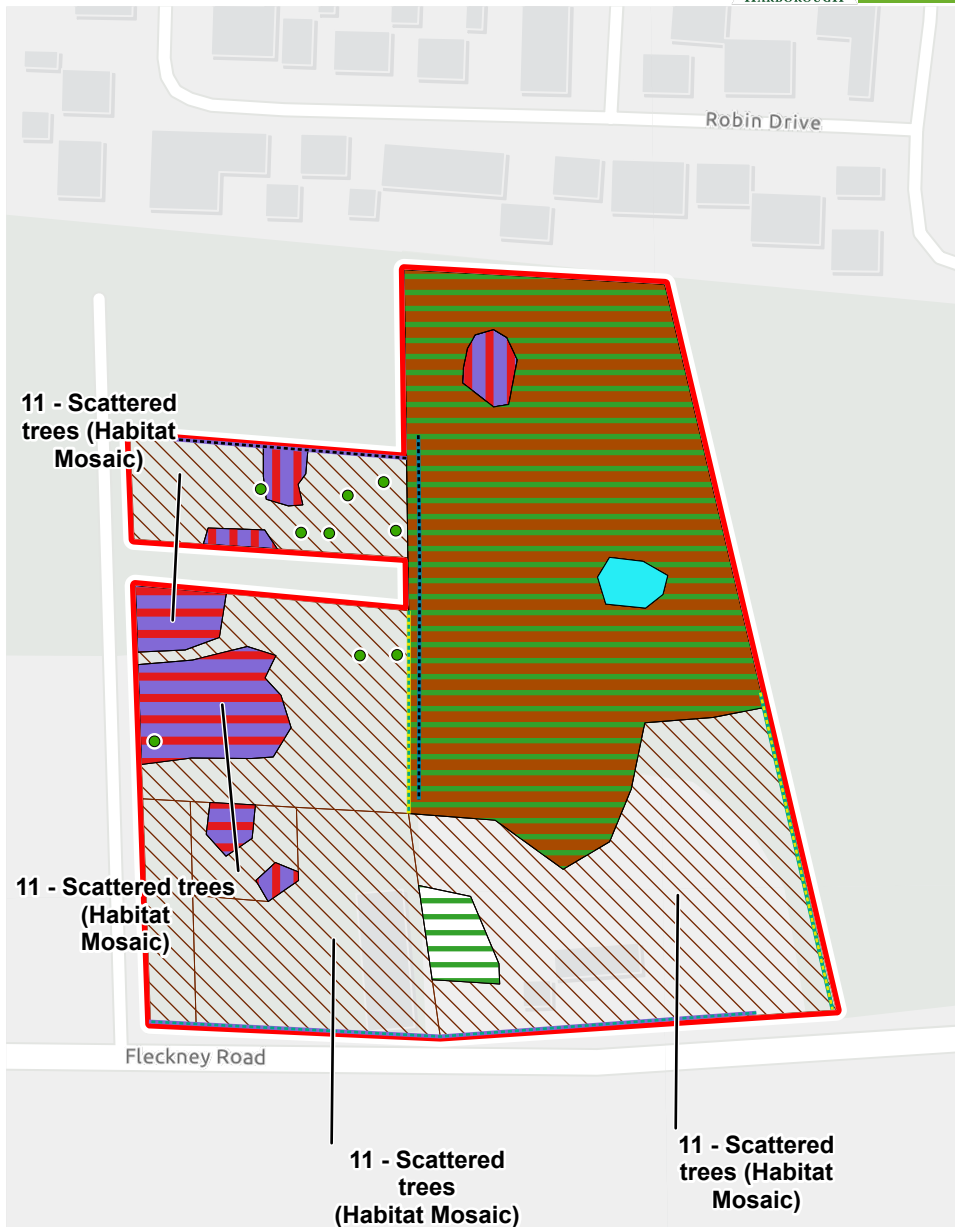 HARBOROUGH
Robin Drive
11 - Scattered
trees (Habitat
Mosaic)
11 - Scattered trees
(Habitat
Mosaic)
Fleckney Road
11 - Scattered
trees
(Habitat Mosaic)
11 - Scattered
trees (Habitat
Mosaic)